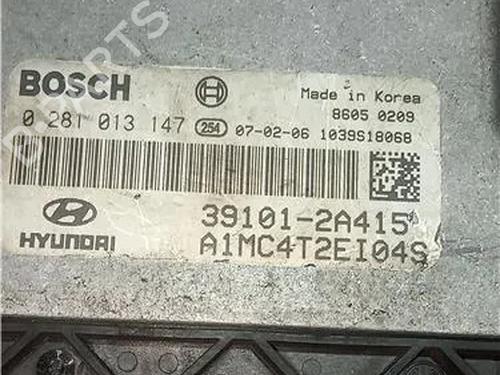 BOSCH
Made in Korea
8605 0209
0 281 013 147 254 07-02-06 1039S18068
HYUNDAI
39101-2A415
A1MC4T2EI04S